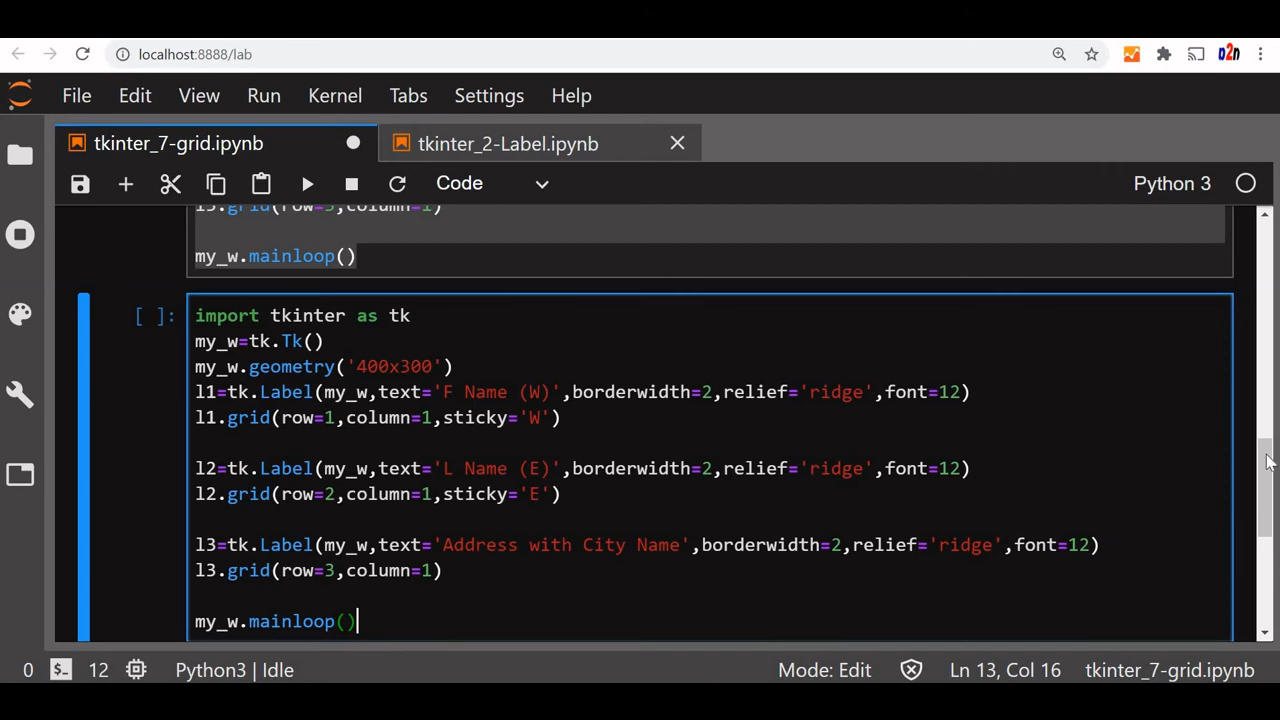 localhost:8888/lab
File Edit View Run Kernel Tabs Settings Help
tkinter_7-grid.ipynb tkinter_2-Label.ipynb
Code Python 3
my_w.mainloop()
[ ]: import tkinter as tk
my_w=tk.Tk()
my_w.geometry('400x300')
l1=tk.Label(my_w,text='F Name (W)',borderwidth=2,relief='ridge',font=12)
l1.grid(row=1,column=1,sticky='W')
l2=tk.Label(my_w,text='L Name (E)',borderwidth=2,relief='ridge',font=12)
l2.grid(row=2,column=1,sticky='E')
l3=tk.Label(my_w,text='Address with City Name',borderwidth=2,relief='ridge',font=12)
l3.grid(row=3,column=1)
my_w.mainloop()
0 $_ 12 Python3 | Idle Mode: Edit Ln 13, Col 16 tkinter_7-grid.ipynb